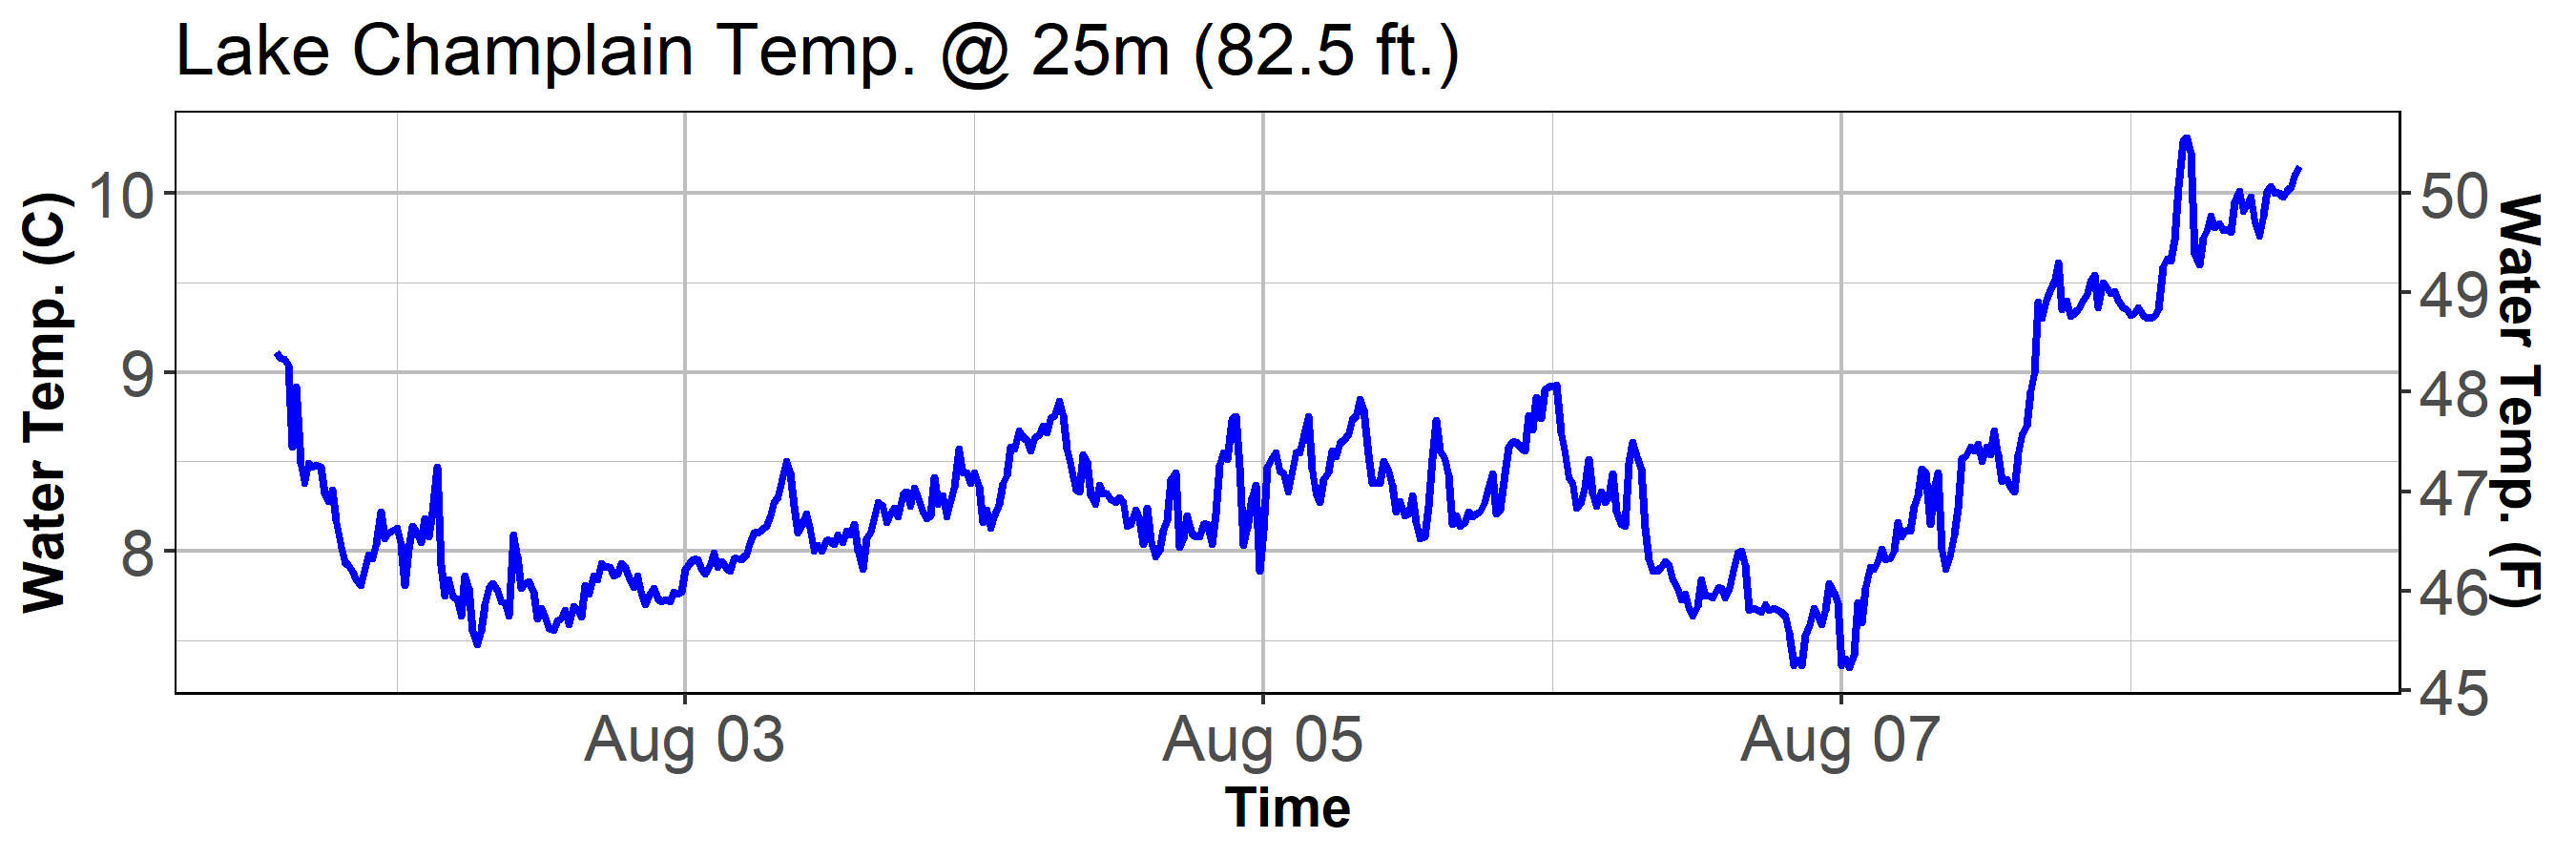 Lake Champlain Temp. @ 25m (82.5 ft.)
Water Temp. (C)
10
9
8
50
49
48
47
46
45
Water Temp. (F)
Aug 03
Aug 05
Aug 07
Time